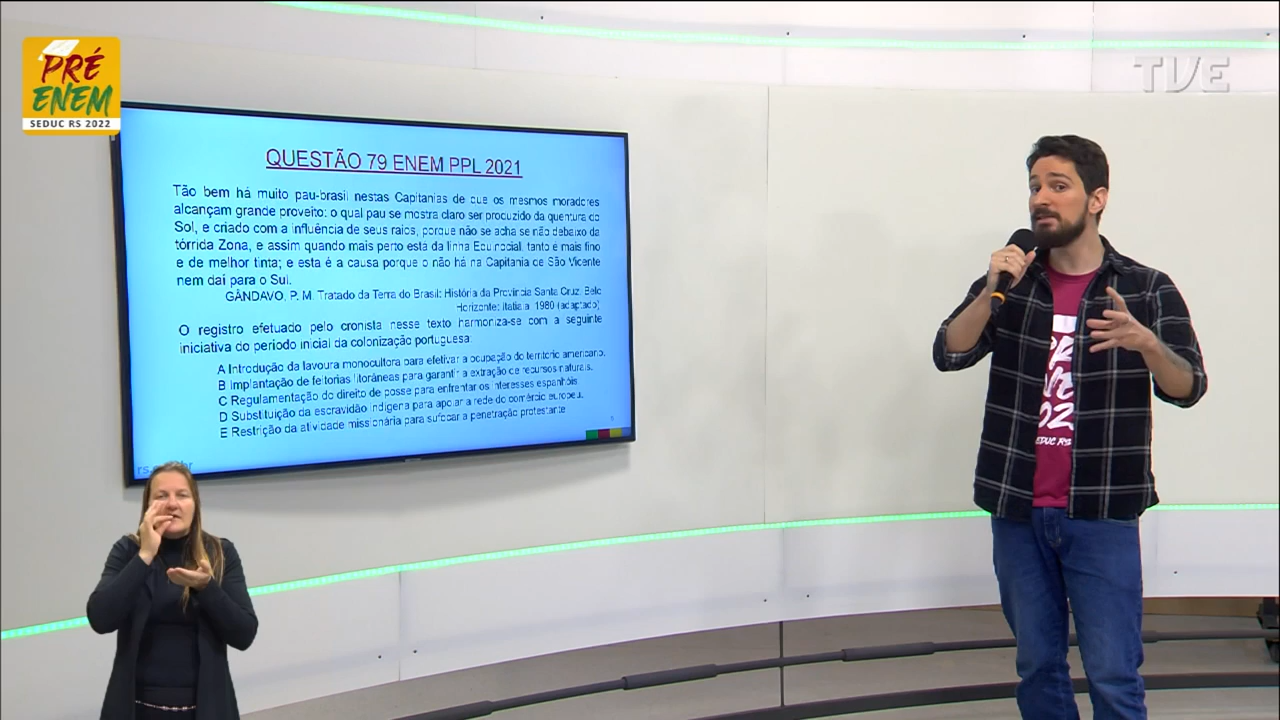 PRÉ
ENEM
SEDUC RS 2022
TVE
QUESTÃO 79 ENEM PPL 2021
Tão bem há muito pau-brasil nestas Capitanias de que os mesmos moradores
alcançam grande proveito: o qual pau se mostra claro ser produzido da quentura do
Sol, e criado com a influência de seus raios, porque não se acha se não debaixo da
tórrida Zona, e assim quando mais perto está da linha Equinocial, tanto é mais fino
e de melhor tinta; e esta é a causa porque o não há na Capitania de São Vicente
nem daí para o Sul.
GÂNDAVO, P. M. Tratado da Terra do Brasil: História da Província Santa Cruz. Belo
Horizonte: Itatiaia, 1980 (adaptado)
O registro efetuado pelo cronista nesse texto harmoniza-se com a seguinte
iniciativa do período inicial da colonização portuguesa:
A Introdução da lavoura monocultora para efetivar a ocupação do território americano.
B Implantação de feitorias litorâneas para garantir a extração de recursos naturais.
C Regulamentação do direito de posse para enfrentar os interesses espanhóis
D Substituição da escravidão indígena para apoiar a rede do comércio europeu.
E Restrição da atividade missionária para sufocar a penetração protestante
2022
SEDUC RS